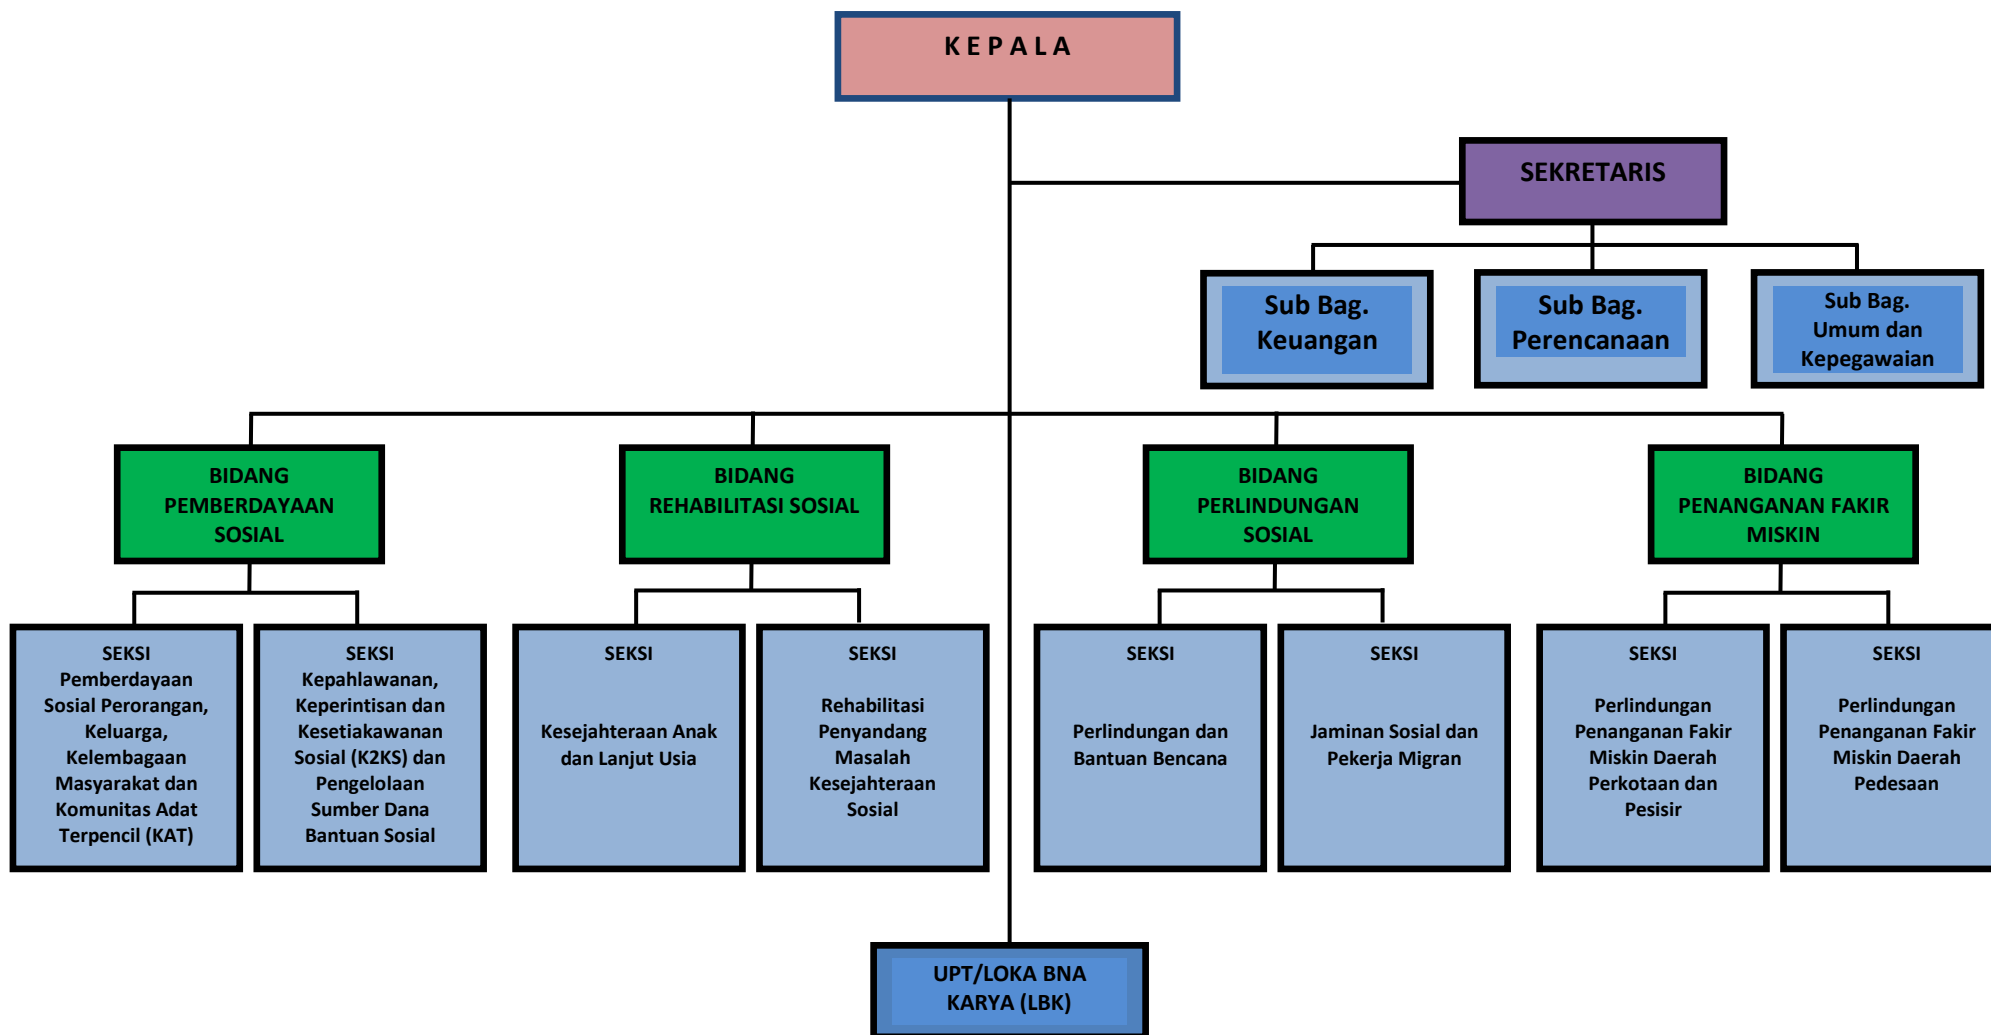 K E P A L A
SEKRETARIS
Sub Bag.
Keuangan
Sub Bag.
Perencanaan
Sub Bag.
Umum dan
Kepegawaian
BIDANG
PEMBERDAYAAN
SOSIAL
BIDANG
REHABILITASI SOSIAL
BIDANG
PERLINDUNGAN
SOSIAL
BIDANG
PENANGANAN FAKIR
MISKIN
SEKSI
Pemberdayaan
Sosial Perorangan,
Keluarga,
Kelembagaan
Masyarakat dan
Komunitas Adat
Terpencil (KAT)
SEKSI
Kepahlawanan,
Keperintisan dan
Kesetiakawanan
Sosial (K2KS) dan
Pengelolaan
Sumber Dana
Bantuan Sosial
SEKSI
Kesejahteraan Anak
dan Lanjut Usia
SEKSI
Rehabilitasi
Penyandang
Masalah
Kesejahteraan
Sosial
SEKSI
Perlindungan dan
Bantuan Bencana
SEKSI
Jaminan Sosial dan
Pekerja Migran
SEKSI
Perlindungan
Penanganan Fakir
Miskin Daerah
Perkotaan dan
Pesisir
SEKSI
Perlindungan
Penanganan Fakir
Miskin Daerah
Pedesaan
UPT/LOKA BNA
KARYA (LBK)